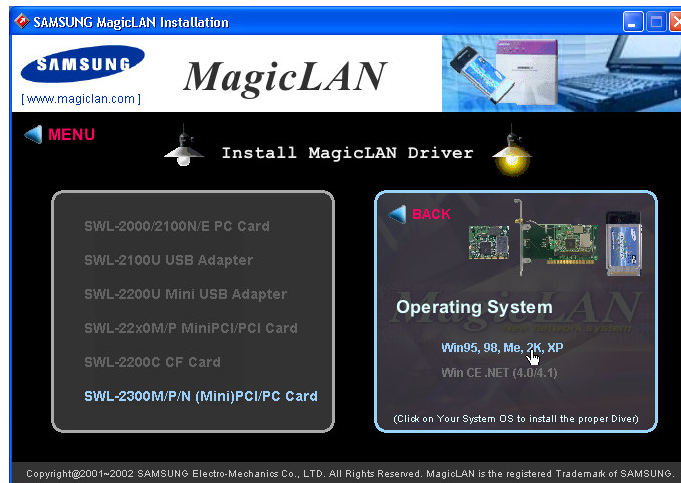 SAMSUNG MagicLAN Installation
SAMSUNG
MagicLAN
[ www.magiclan.com ]
MENU
Install MagicLAN Driver
SWL-2000/2100N/E PC Card
SWL-2100U USB Adapter
SWL-2200U Mini USB Adapter
SWL-22x0M/P MiniPCI/PCI Card
SWL-2200C CF Card
SWL-2300M/P/N (Mini)PCI/PC Card
BACK
MagicLAN
New network system
Operating System
Win95, 98, Me, 2K, XP
Win CE .NET (4.0/4.1)
(Click on Your System OS to install the proper Diver)
Copyright@2001~2002 SAMSUNG Electro-Mechanics Co., LTD. All Rights Reserved. MagicLAN is the registered Trademark of SAMSUNG.